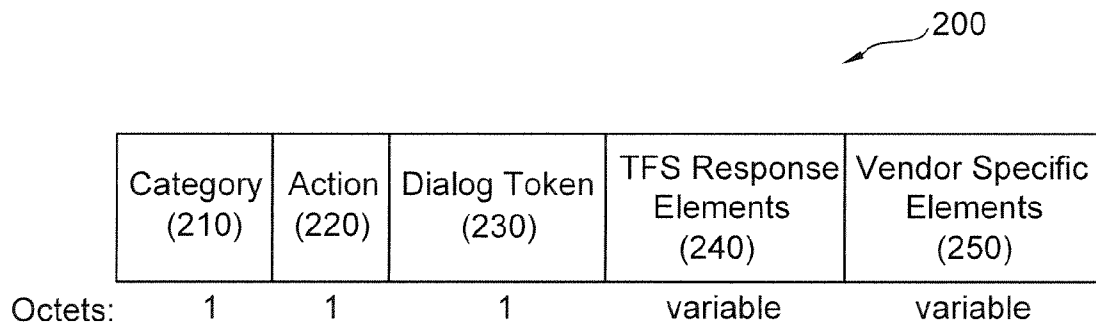 200
Category Action Dialog Token TFS Response Vendor Specific
Elements Elements
(210) (220) (230) (240) (250)
Octets: 1 1 1 variable variable